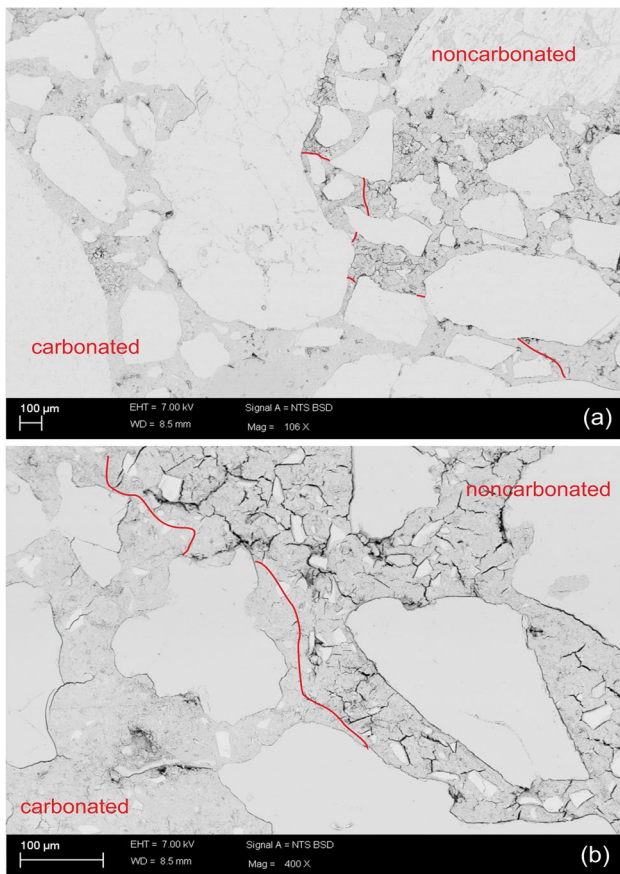 noncarbonated
carbonated
100 µm
EHT = 7.00 kV
Signal A = NTS BSD
WD = 8.5 mm
Mag = 106 X
(a)
noncarbonated
carbonated
100 µm
EHT = 7.00 kV
Signal A = NTS BSD
WD = 8.5 mm
Mag = 400 X
(b)